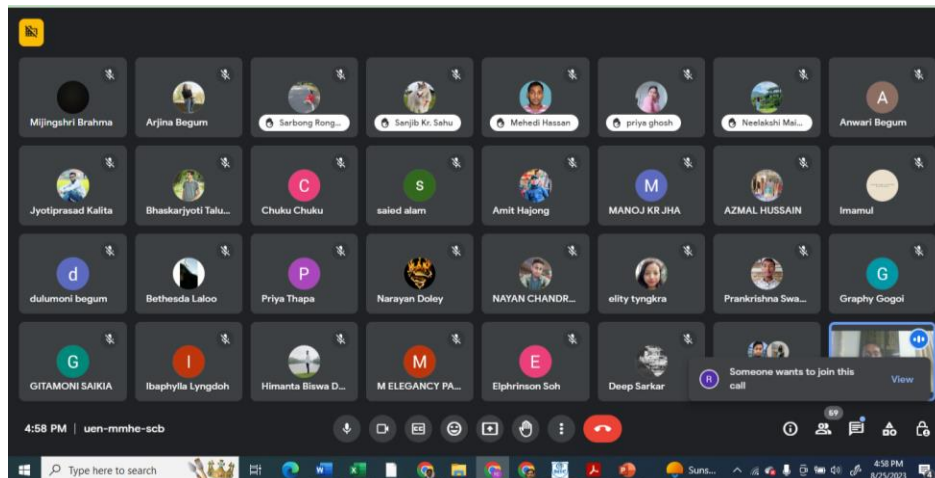 Mijingshri Brahma
Arjina Begum
Sarbong Rong...
Sanjib Kr. Sahu
Mehedi Hassan
priya ghosh
Neelakshi Mai...
A
Anwari Begum
Jyotiprasad Kalita
Bhaskarjyoti Talu...
C
Chuku Chuku
s
saied alam
Amit Hajong
M
MANOJ KR JHA
AZMAL HUSSAIN
Imamul
d
dulumoni begum
Bethesda Laloo
P
Priya Thapa
Narayan Doley
NAYAN CHANDR...
elity tyngkra
Prankrishna Swa...
G
Graphy Gogoi
G
GITAMONI SAIKIA
I
Ibaphylla Lyngdoh
Himanta Biswa D...
M
M ELEGANCY PA...
E
Elphrinson Soh
Deep Sarkar
R
Someone wants to join this
call
View
4:58 PM | uen-mmhe-scb
CC
69
Type here to search
Suns...
4:58 PM
8/25/2023